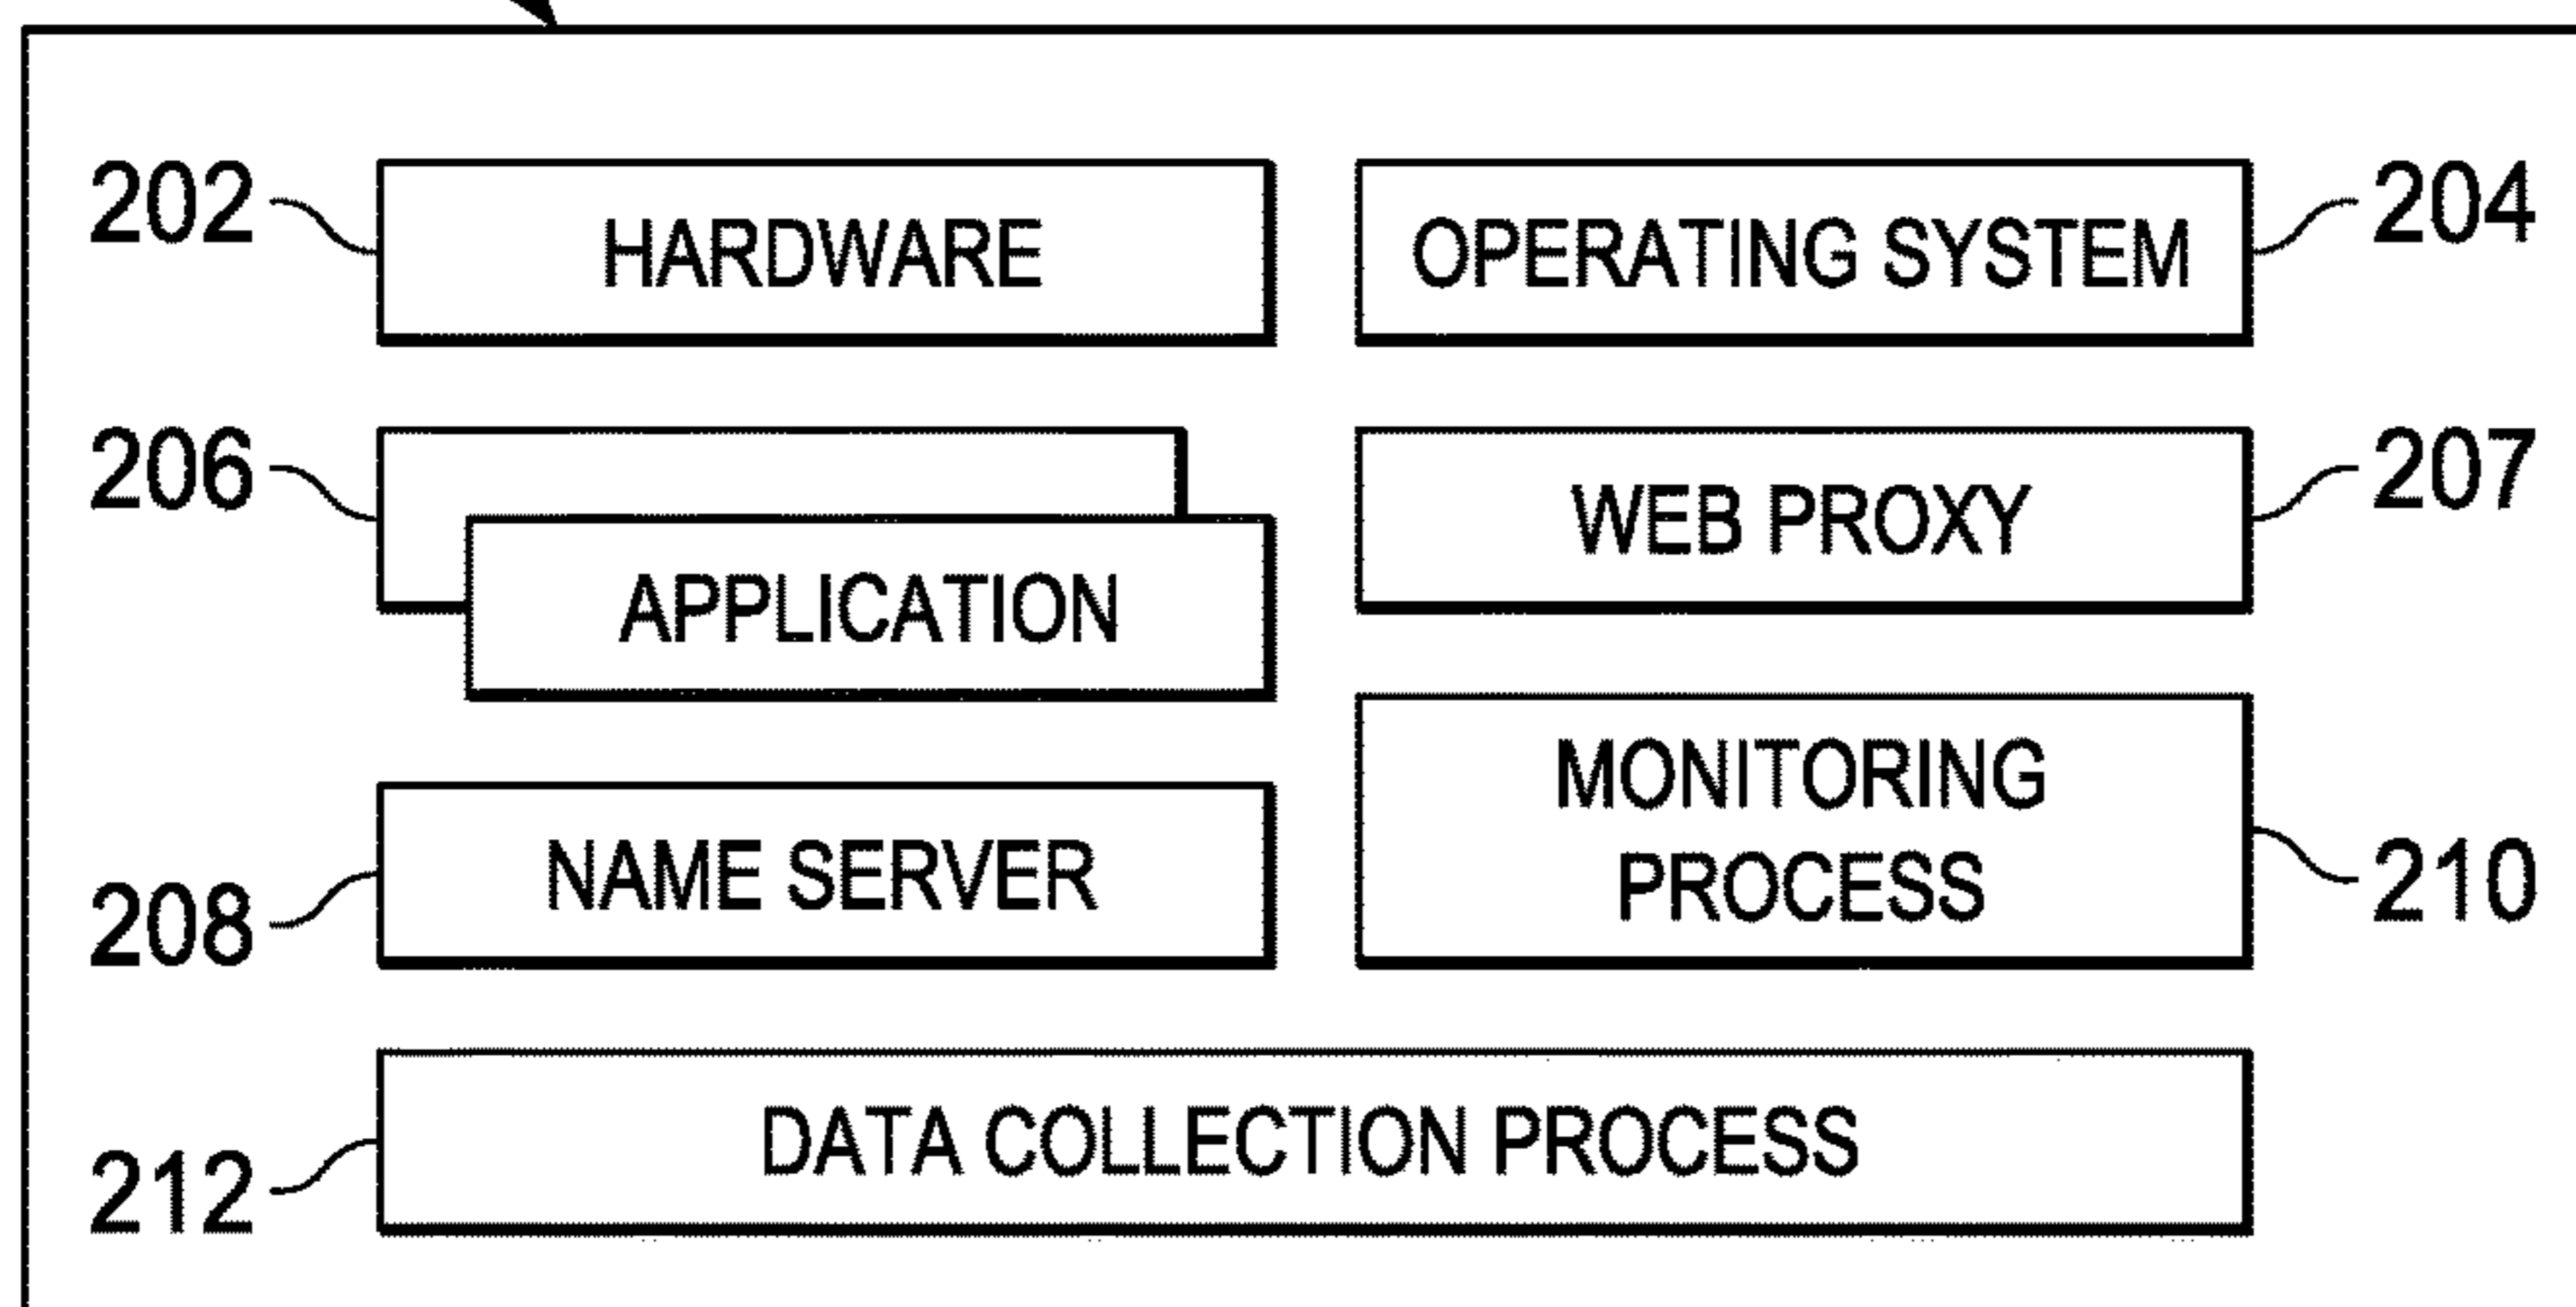 202
HARDWARE
OPERATING SYSTEM
204
206
APPLICATION
WEB PROXY
207
208
NAME SERVER
MONITORING
PROCESS
210
212
DATA COLLECTION PROCESS